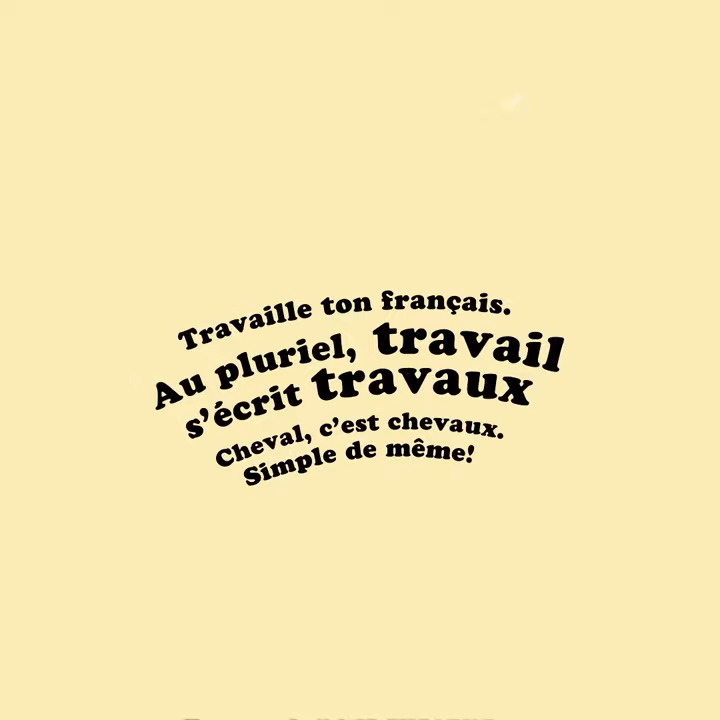 Travaille ton français.
Au pluriel, travail
s’écrit travaux
Cheval, c’est chevaux.
Simple de même!